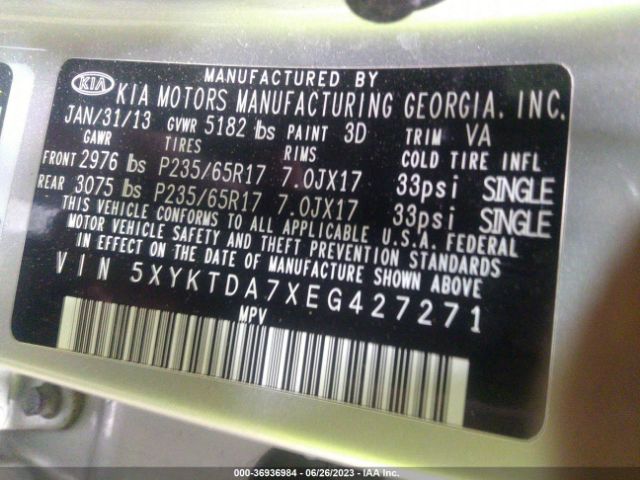 MANUFACTURED BY
KIA KIA MOTORS MANUFACTURING GEORGIA, INC.
JAN/31/13 GVWR 5182 lbs PAINT 3D TRIM VA
GAWR TIRES RIMS COLD TIRE INFL
FRONT 2976 lbs P235/65R17 7.0JX17 33psi SINGLE
REAR 3075 lbs P235/65R17 7.0JX17 33psi SINGLE
THIS VEHICLE CONFORMS TO ALL APPLICABLE U.S.A. FEDERAL
MOTOR VEHICLE SAFETY AND THEFT PREVENTION STANDARDS
IN EFFECT ON THE DATE OF MANUFACTURE SHOWN ABOVE
VIN 5XYKTDA7XEG427271
MPV
000-36936984 - 06/26/2023 - IAA Inc.